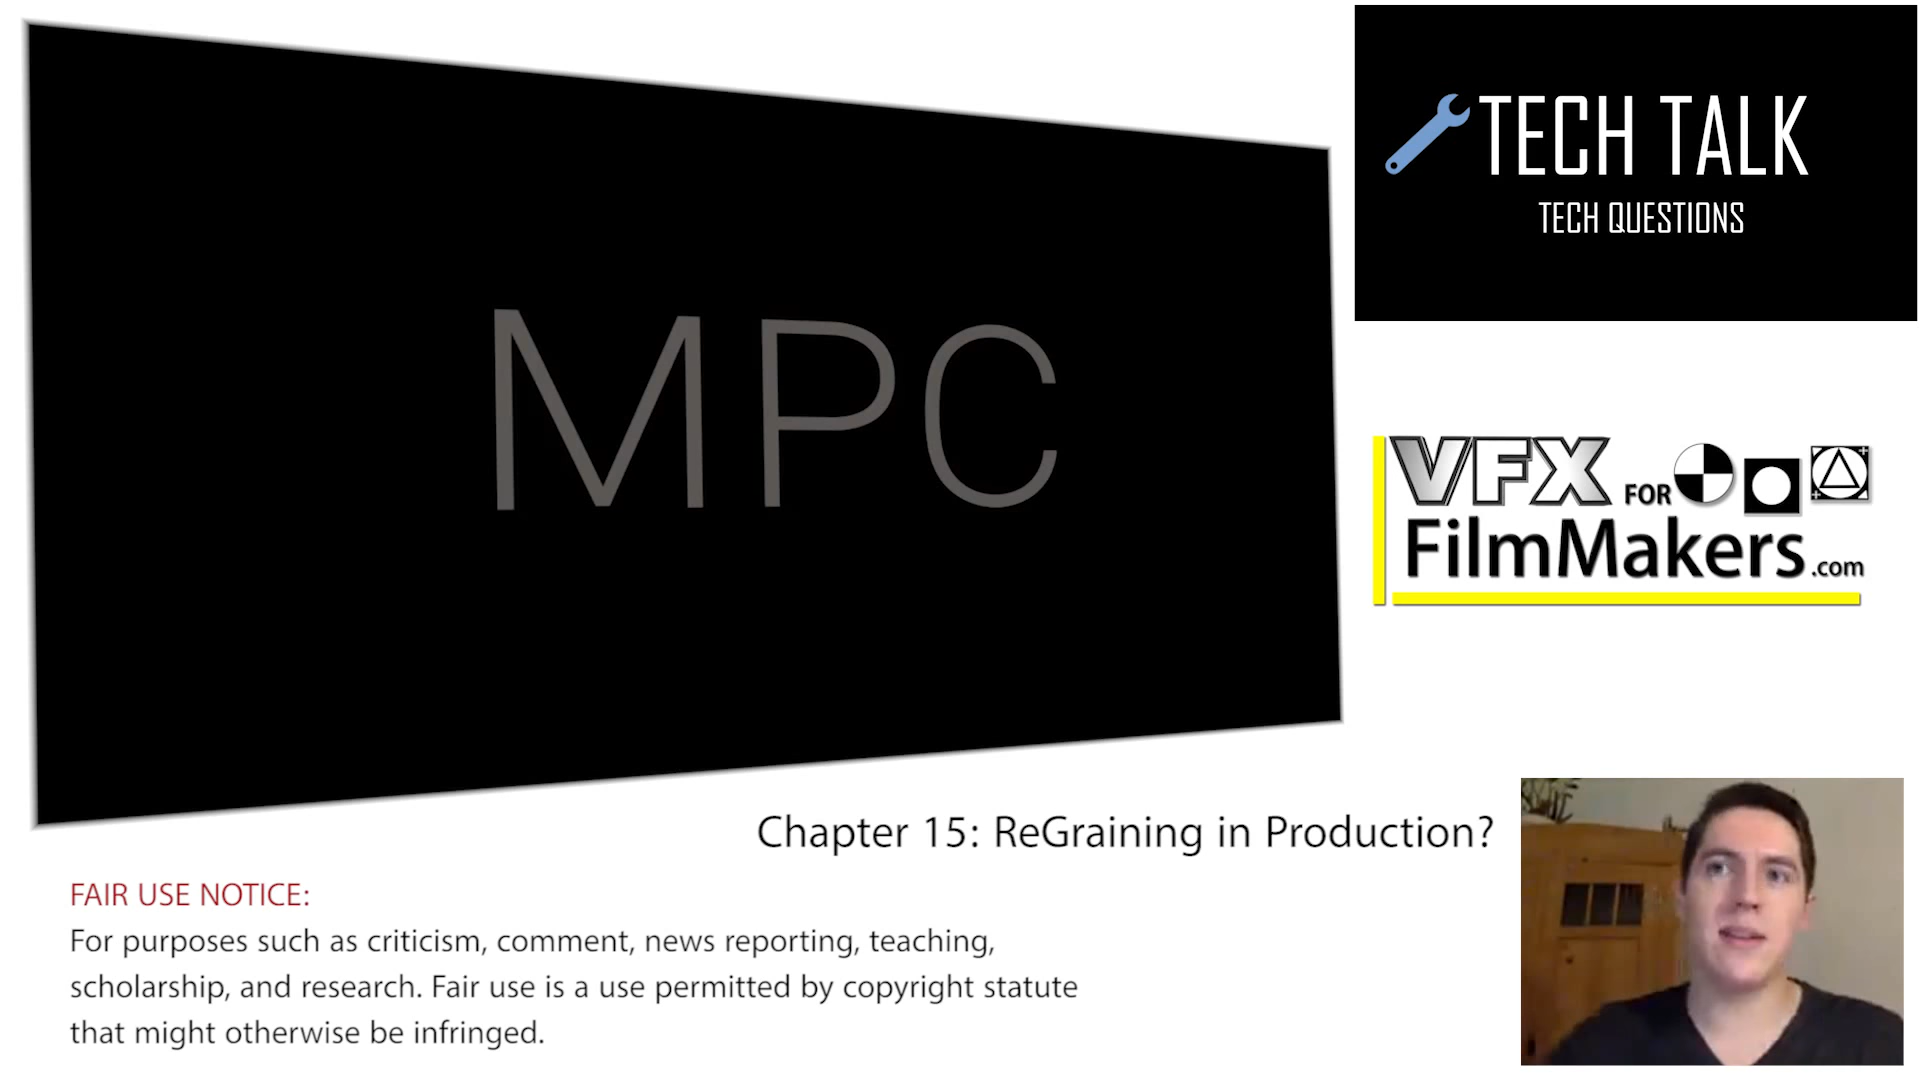 MPC
TECH TALK
TECH QUESTIONS
VFX FOR
FilmMakers.com
Chapter 15: ReGraining in Production?
FAIR USE NOTICE:
For purposes such as criticism, comment, news reporting, teaching,
scholarship, and research. Fair use is a use permitted by copyright statute
that might otherwise be infringed.